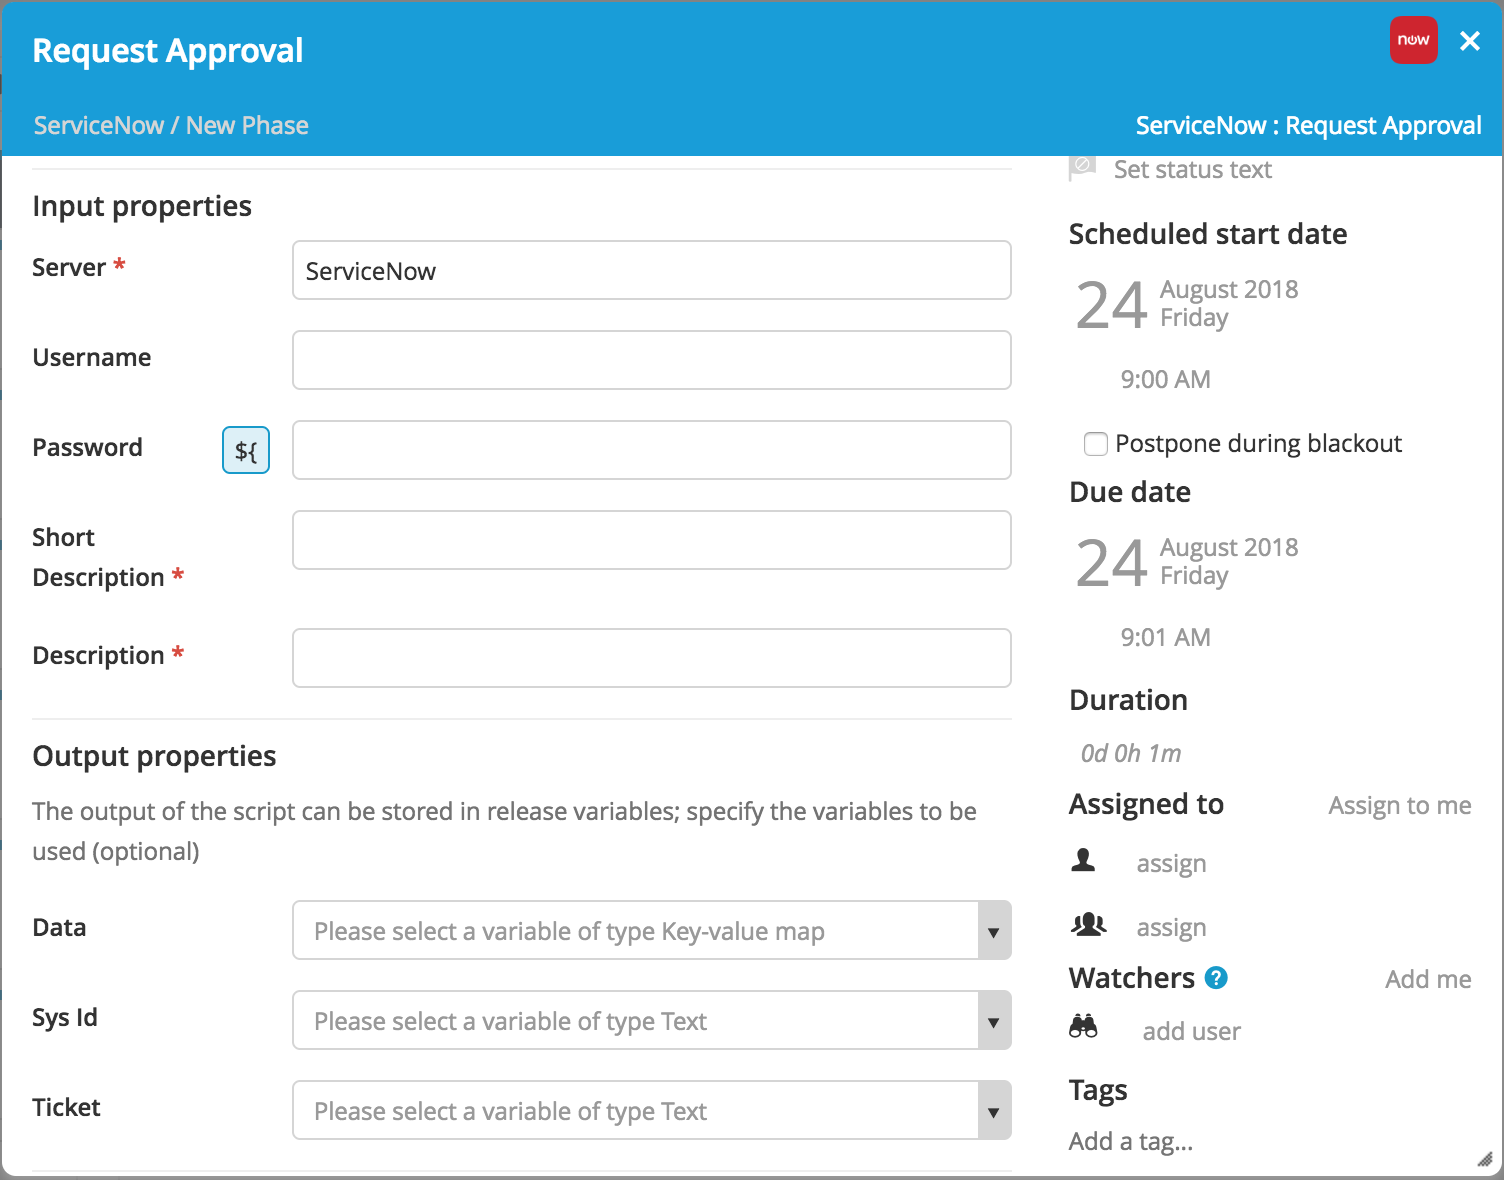 Request Approval
now
ServiceNow / New Phase
ServiceNow : Request Approval
Input properties
Server *
ServiceNow
Username
Password
${
Short
Description *
Description *
Output properties
The output of the script can be stored in release variables; specify the variables to be
used (optional)
Data
Please select a variable of type Key-value map
Sys Id
Please select a variable of type Text
Ticket
Please select a variable of type Text
Set status text
Scheduled start date
24
August 2018
Friday
9:00 AM
Postpone during blackout
Due date
24
August 2018
Friday
9:01 AM
Duration
0d 0h 1m
Assigned to
Assign to me
assign
assign
Watchers ?
Add me
add user
Tags
Add a tag...